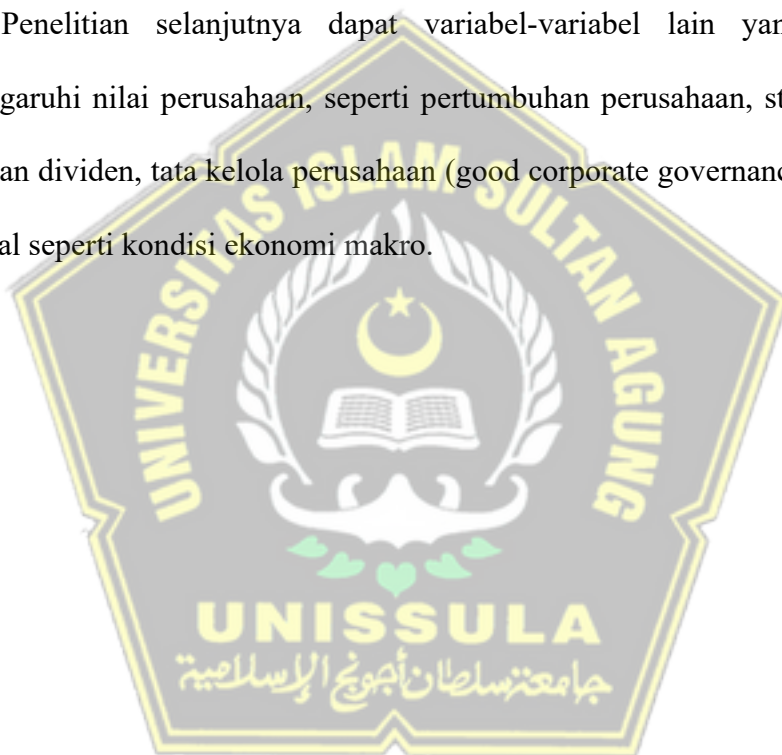 Penelitian selanjutnya dapat variabel-variabel lain yan
garuhi nilai perusahaan, seperti pertumbuhan perusahaan, st
an dividen, tata kelola perusahaan (good corporate governanc
al seperti kondisi ekonomi makro.
UNIVERSITAS ISLAM SULTAN AGUNG
UNISSULA
جامعة سلطان أجونج الإسلامية